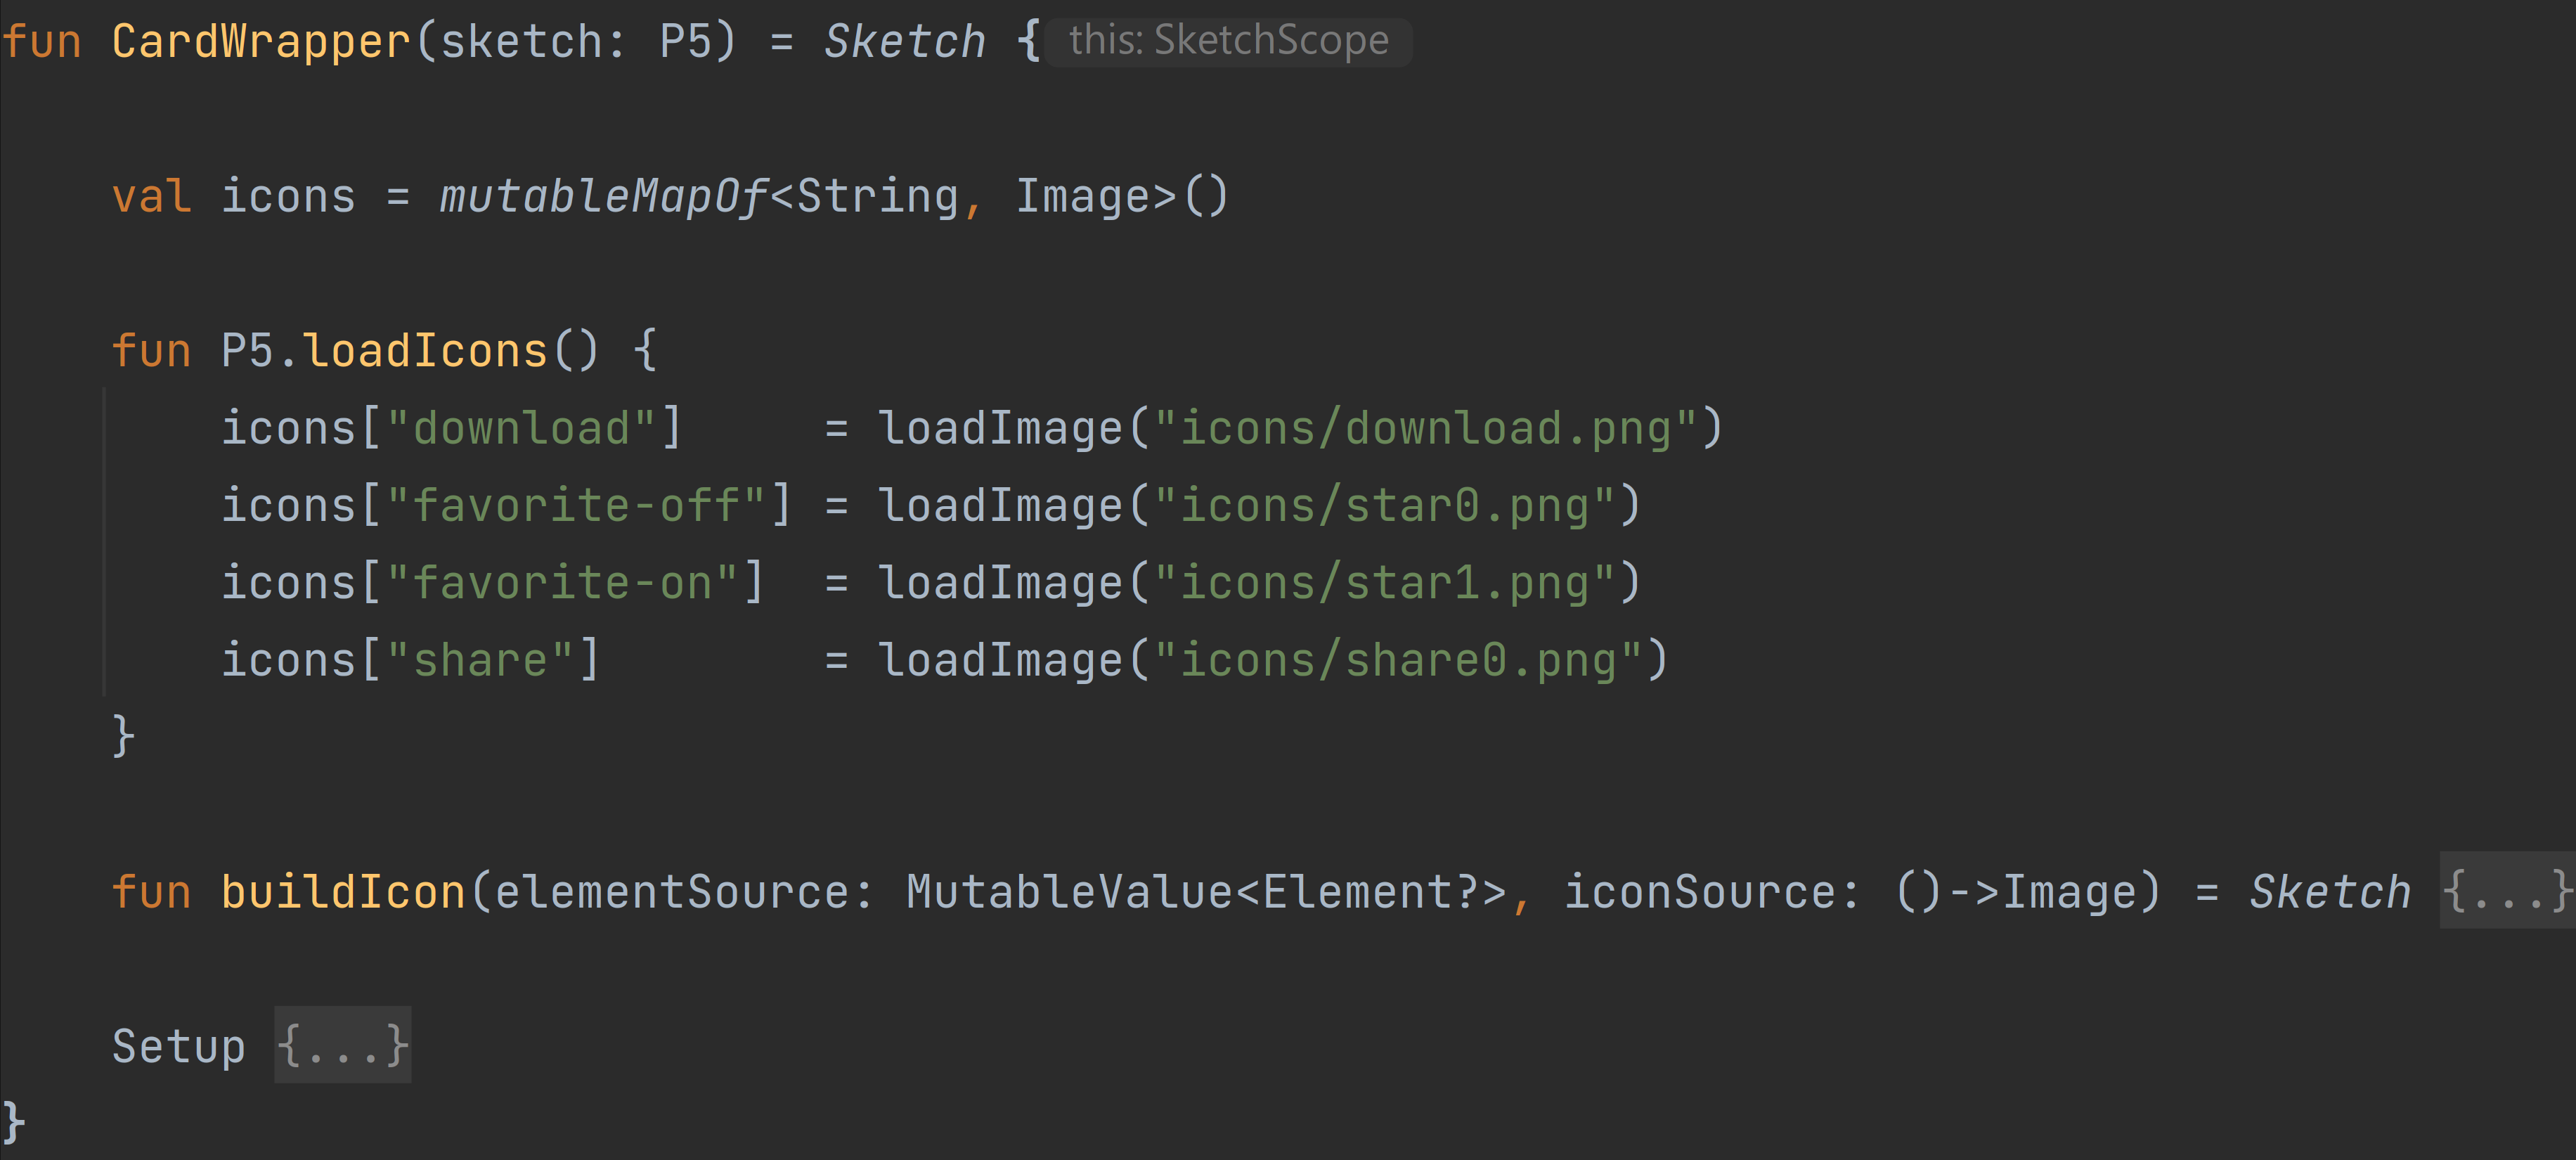 fun CardWrapper(sketch: P5) = Sketch { this: SketchScope
val icons = mutableMapOf<String, Image>()
fun P5.loadIcons() {
icons["download"]     = loadImage("icons/download.png")
icons["favorite-off"] = loadImage("icons/star0.png")
icons["favorite-on"]  = loadImage("icons/star1.png")
icons["share"]        = loadImage("icons/share0.png")
}
fun buildIcon(elementSource: MutableValue<Element?>, iconSource: ()->Image) = Sketch {...}
Setup {...}
}